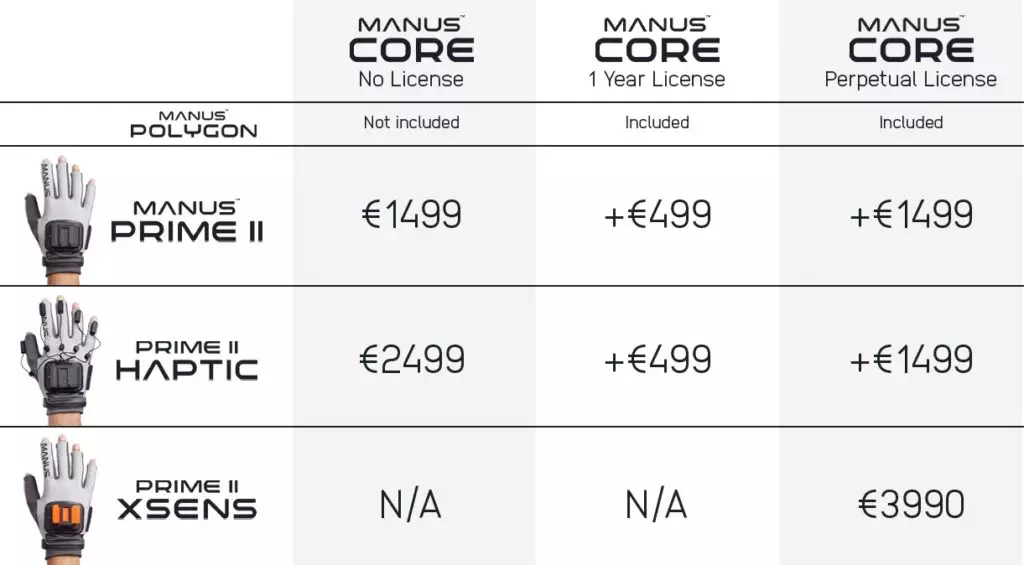 MANUS™ MANUS™ MANUS™
CORE CORE CORE
No License 1 Year License Perpetual License
MANUS™ POLYGON Not included Included Included
MANUS
MANUS™
PRIME II €1499 +€499 +€1499
MANUS
PRIME II
HAPTIC €2499 +€499 +€1499
MANUS
PRIME II
XSENS N/A N/A €3990